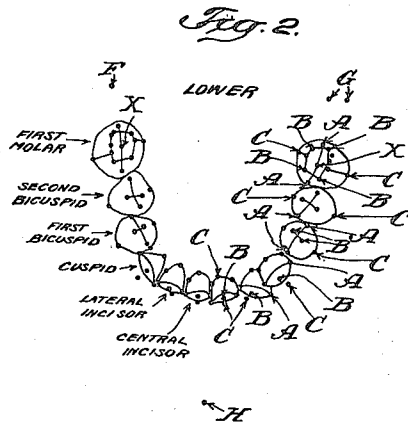 Fig. 2.
F
G
LOWER
X
B A B
C
FIRST
MOLAR
X
B
C
A B
SECOND
BICUSPID
C
A
C
FIRST
BICUSPID
A
B
C
C
B
CUSPID
A
B
LATERAL
INCISOR
C
B
A
C
CENTRAL
INCISOR
H